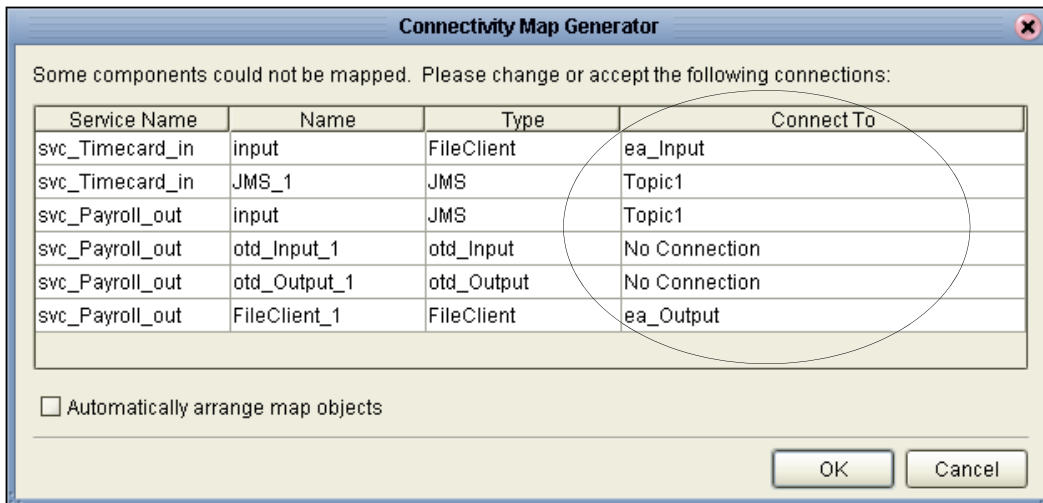 Connectivity Map Generator
Some components could not be mapped. Please change or accept the following connections:
Service Name Name Type Connect To
svc_Timecard_in input FileClient ea_Input
svc_Timecard_in JMS_1 JMS Topic1
svc_Payroll_out input JMS Topic1
svc_Payroll_out otd_Input_1 otd_Input No Connection
svc_Payroll_out otd_Output_1 otd_Output No Connection
svc_Payroll_out FileClient_1 FileClient ea_Output
Automatically arrange map objects
OK Cancel